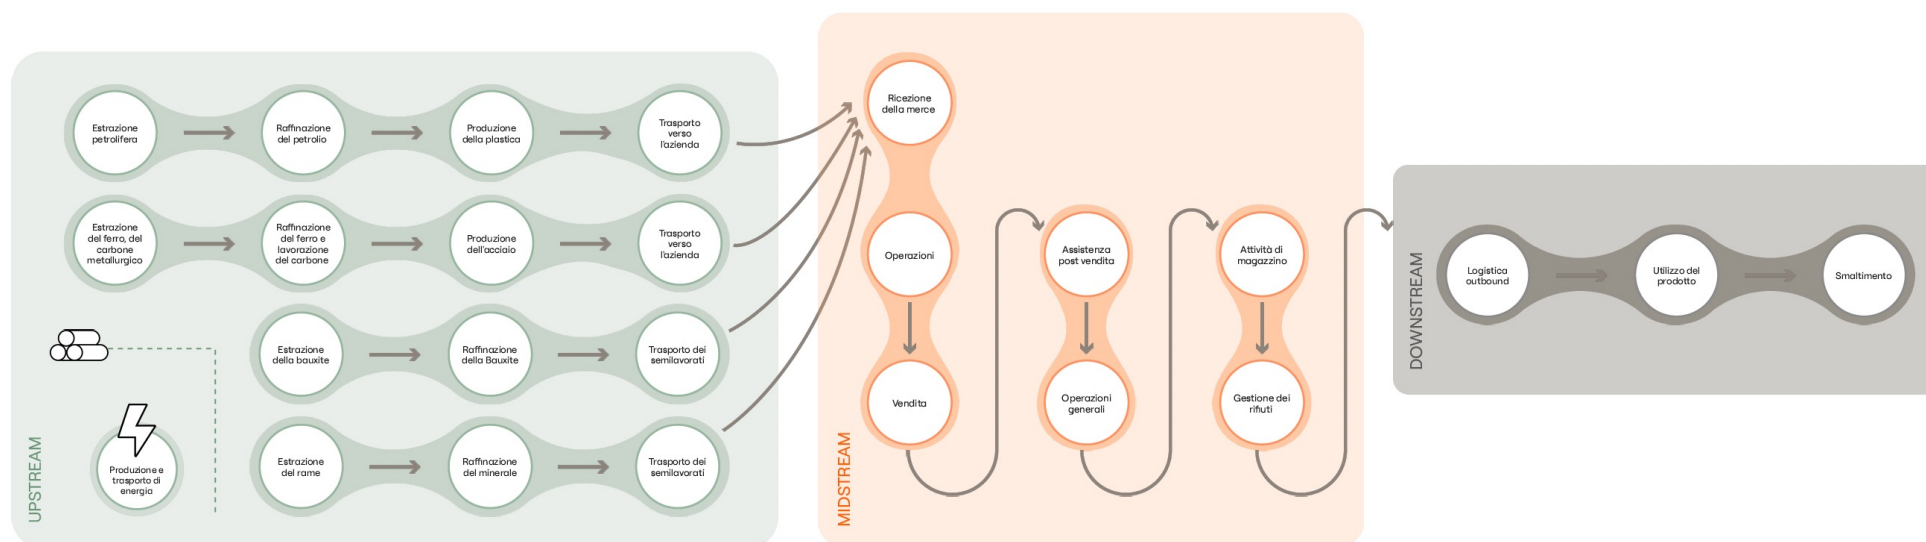 Estrazione
petrolifera
Raffinazione
del petrolio
Produzione
della plastica
Trasporto
verso
l'azienda
Estrazione
del ferro, del
carbone
metallurgico
Raffinazione
del ferro e
lavorazione
del carbone
Produzione
dell'acciaio
Trasporto
verso
l'azienda
Estrazione
della bauxite
Raffinazione
della Bauxite
Trasporto dei
semilavorati
Estrazione
del rame
Raffinazione
del minerale
Trasporto dei
semilavorati
Produzione e
trasporto di
energia
UPSTREAM
Ricezione
della merce
Operazioni
Vendita
Assistenza
post vendita
Operazioni
generali
Attività di
magazzino
Gestione dei
rifiuti
MIDSTREAM
Logistica
outbound
Utilizzo del
prodotto
Smaltimento
DOWNSTREAM